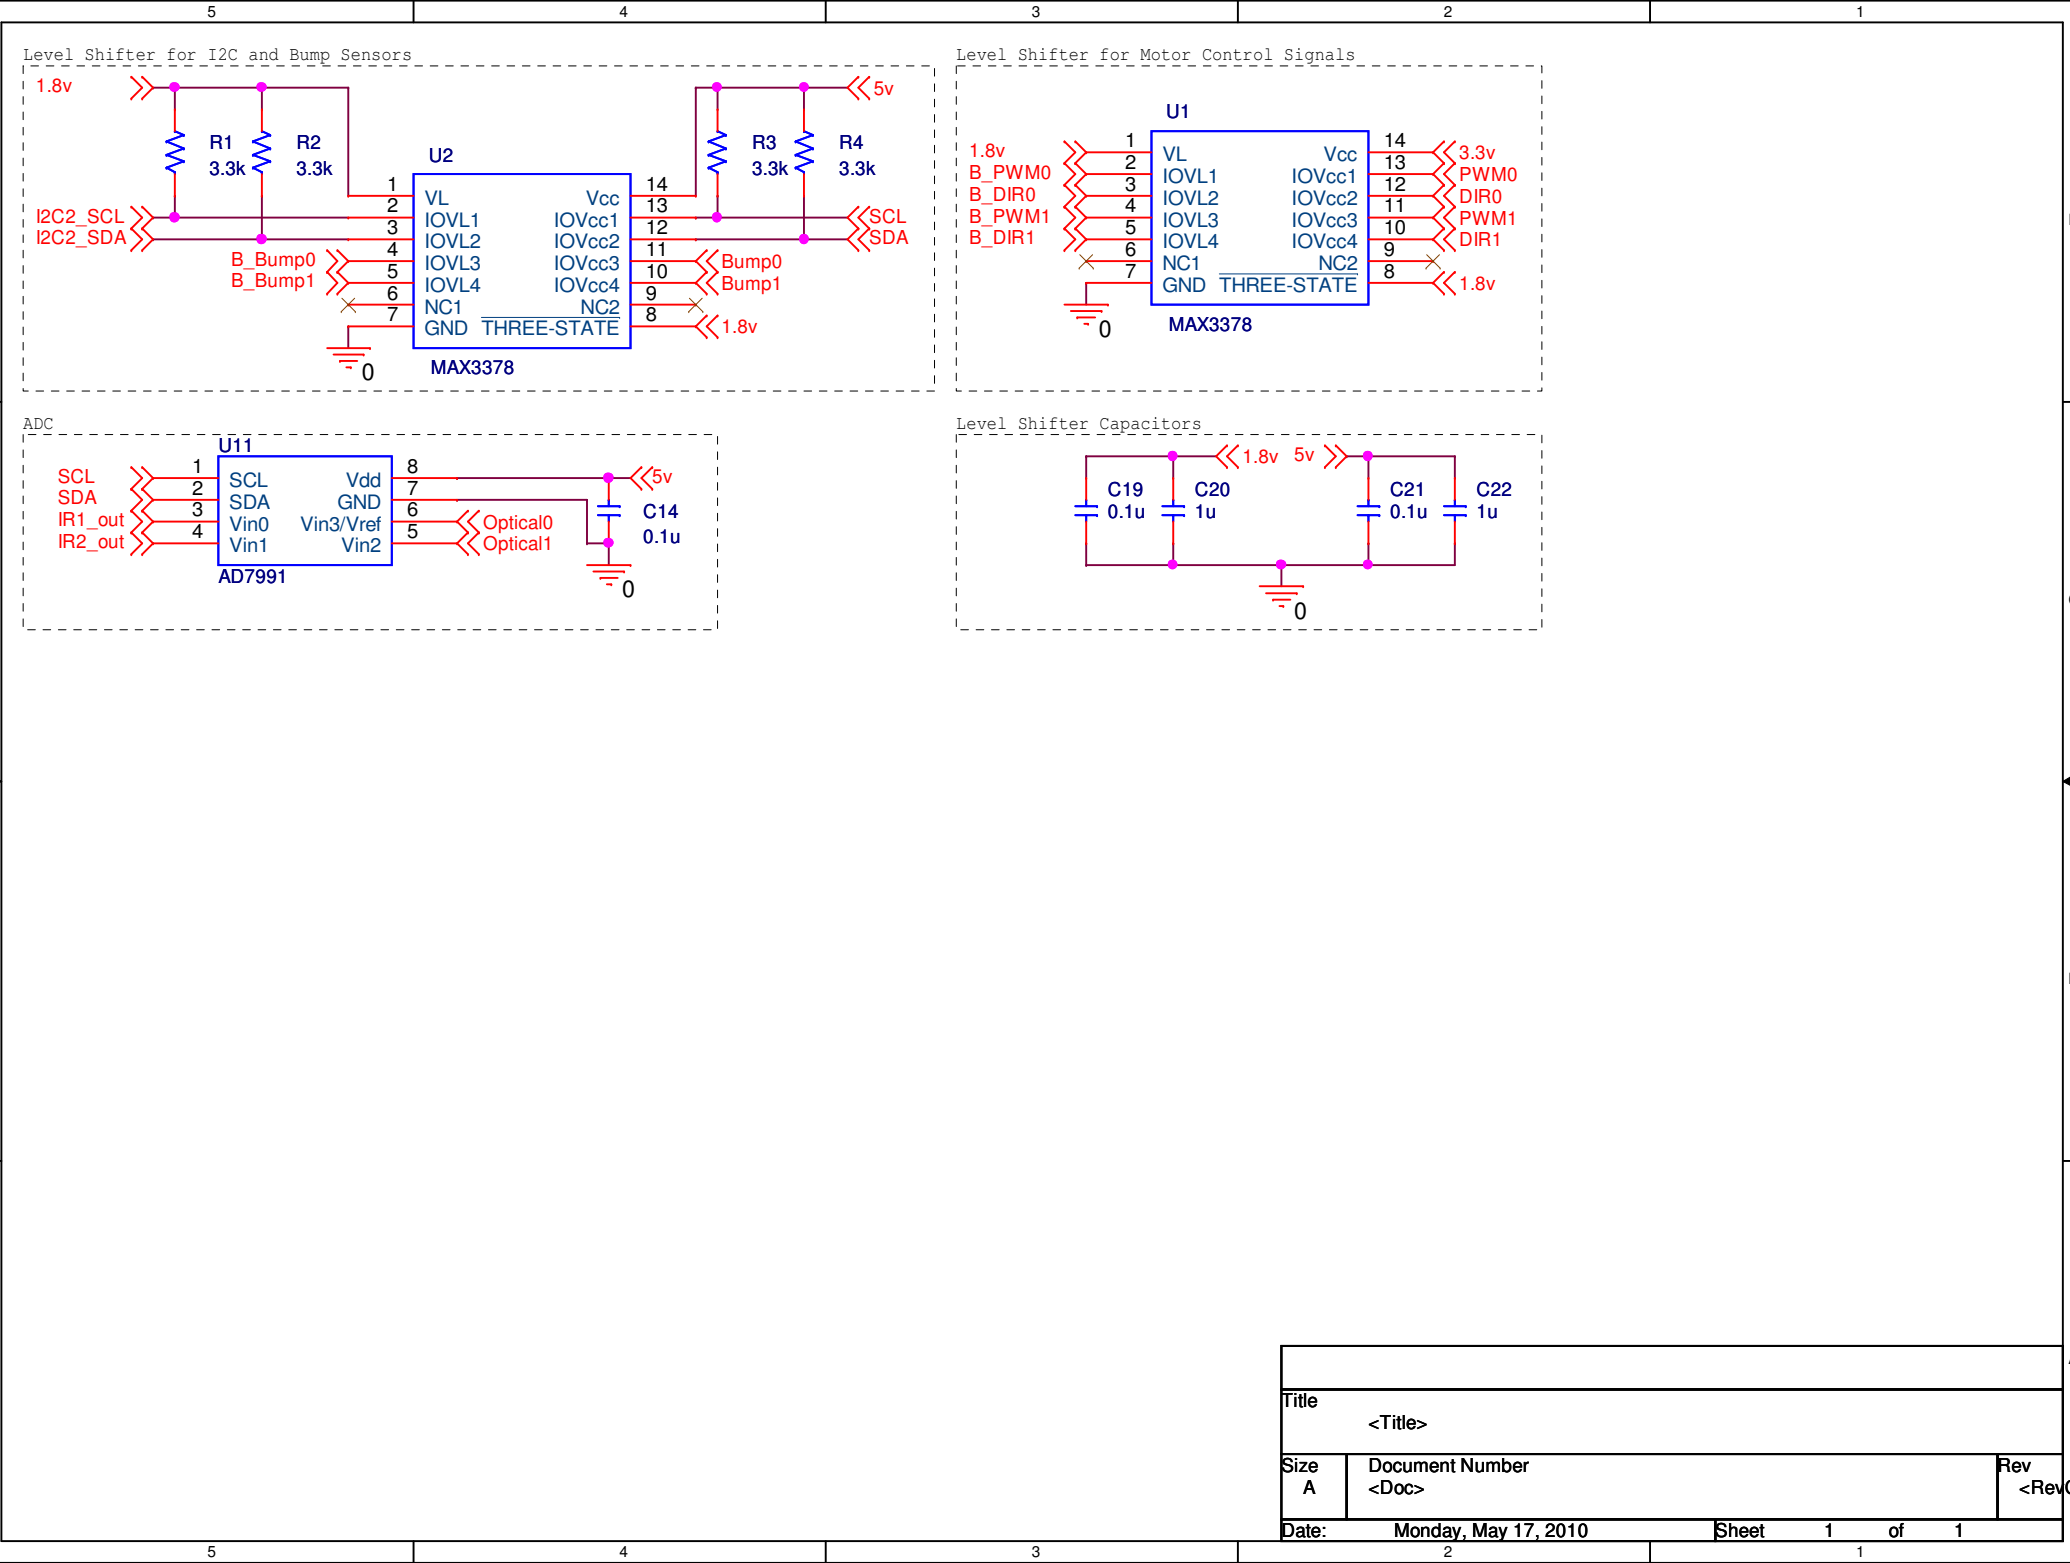 5 4 3 2 1
Level Shifter for I2C and Bump Sensors
1.8v
5v
R1
3.3k
R2
3.3k
R3
3.3k
R4
3.3k
U2
1 VL
2 IOVL1
3 IOVL2
4 IOVL3
5 IOVL4
6 NC1
7 GND
Vcc 14
IOVcc1 13
IOVcc2 12
IOVcc3 11
IOVcc4 10
NC2 9
THREE-STATE 8
I2C2_SCL
I2C2_SDA
B_Bump0
B_Bump1
SCL
SDA
Bump0
Bump1
1.8v
0
MAX3378
Level Shifter for Motor Control Signals
U1
1.8v
B_PWM0
B_DIR0
B_PWM1
B_DIR1
1 VL
2 IOVL1
3 IOVL2
4 IOVL3
5 IOVL4
6 NC1
7 GND
Vcc 14
IOVcc1 13
IOVcc2 12
IOVcc3 11
IOVcc4 10
NC2 9
THREE-STATE 8
3.3v
PWM0
DIR0
PWM1
DIR1
1.8v
0
MAX3378
ADC
U11
SCL
SDA
IR1_out
IR2_out
1 SCL
2 SDA
3 Vin0
4 Vin1
Vdd 8
GND 7
Vin3/Vref 6
Vin2 5
5v
Optical0
Optical1
C14
0.1u
0
AD7991
Level Shifter Capacitors
1.8v 5v
C19
0.1u
C20
1u
C21
0.1u
C22
1u
0
Title
<Title>
Size
A
Document Number
<Doc>
Rev
Date: Monday, May 17, 2010 Sheet 1 of 1
5 4 3 2 1